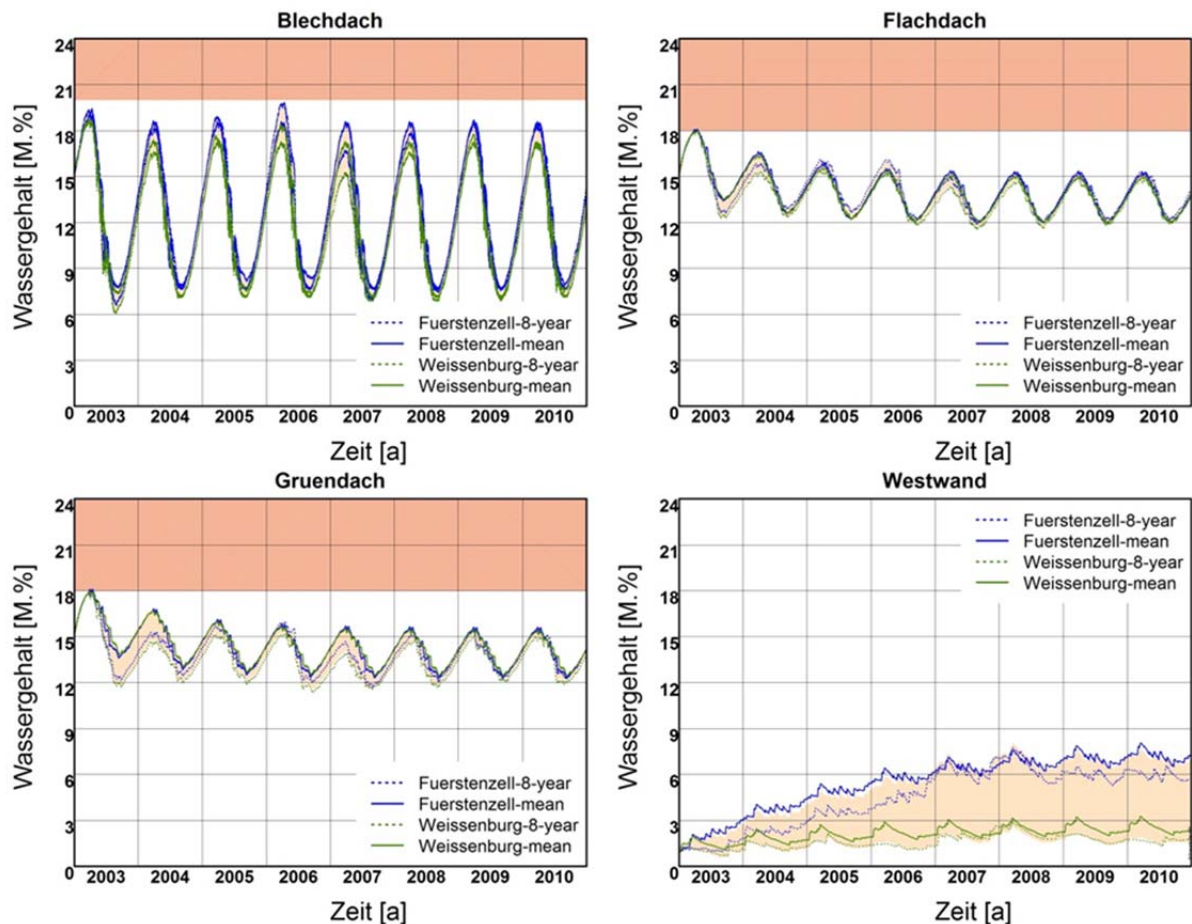 Blechdach
Wassergehalt [M.%]
24
21
18
15
12
9
6
3
0
Fuerstenzell-8-year
Fuerstenzell-mean
Weissenburg-8-year
Weissenburg-mean
2003 2004 2005 2006 2007 2008 2009 2010
Zeit [a]
Flachdach
Wassergehalt [M.%]
24
21
18
15
12
9
6
3
0
Fuerstenzell-8-year
Fuerstenzell-mean
Weissenburg-8-year
Weissenburg-mean
2003 2004 2005 2006 2007 2008 2009 2010
Zeit [a]
Gruendach
Wassergehalt [M.%]
24
21
18
15
12
9
6
3
0
Fuerstenzell-8-year
Fuerstenzell-mean
Weissenburg-8-year
Weissenburg-mean
2003 2004 2005 2006 2007 2008 2009 2010
Zeit [a]
Westwand
Wassergehalt [M.%]
24
21
18
15
12
9
6
3
0
Fuerstenzell-8-year
Fuerstenzell-mean
Weissenburg-8-year
Weissenburg-mean
2003 2004 2005 2006 2007 2008 2009 2010
Zeit [a]